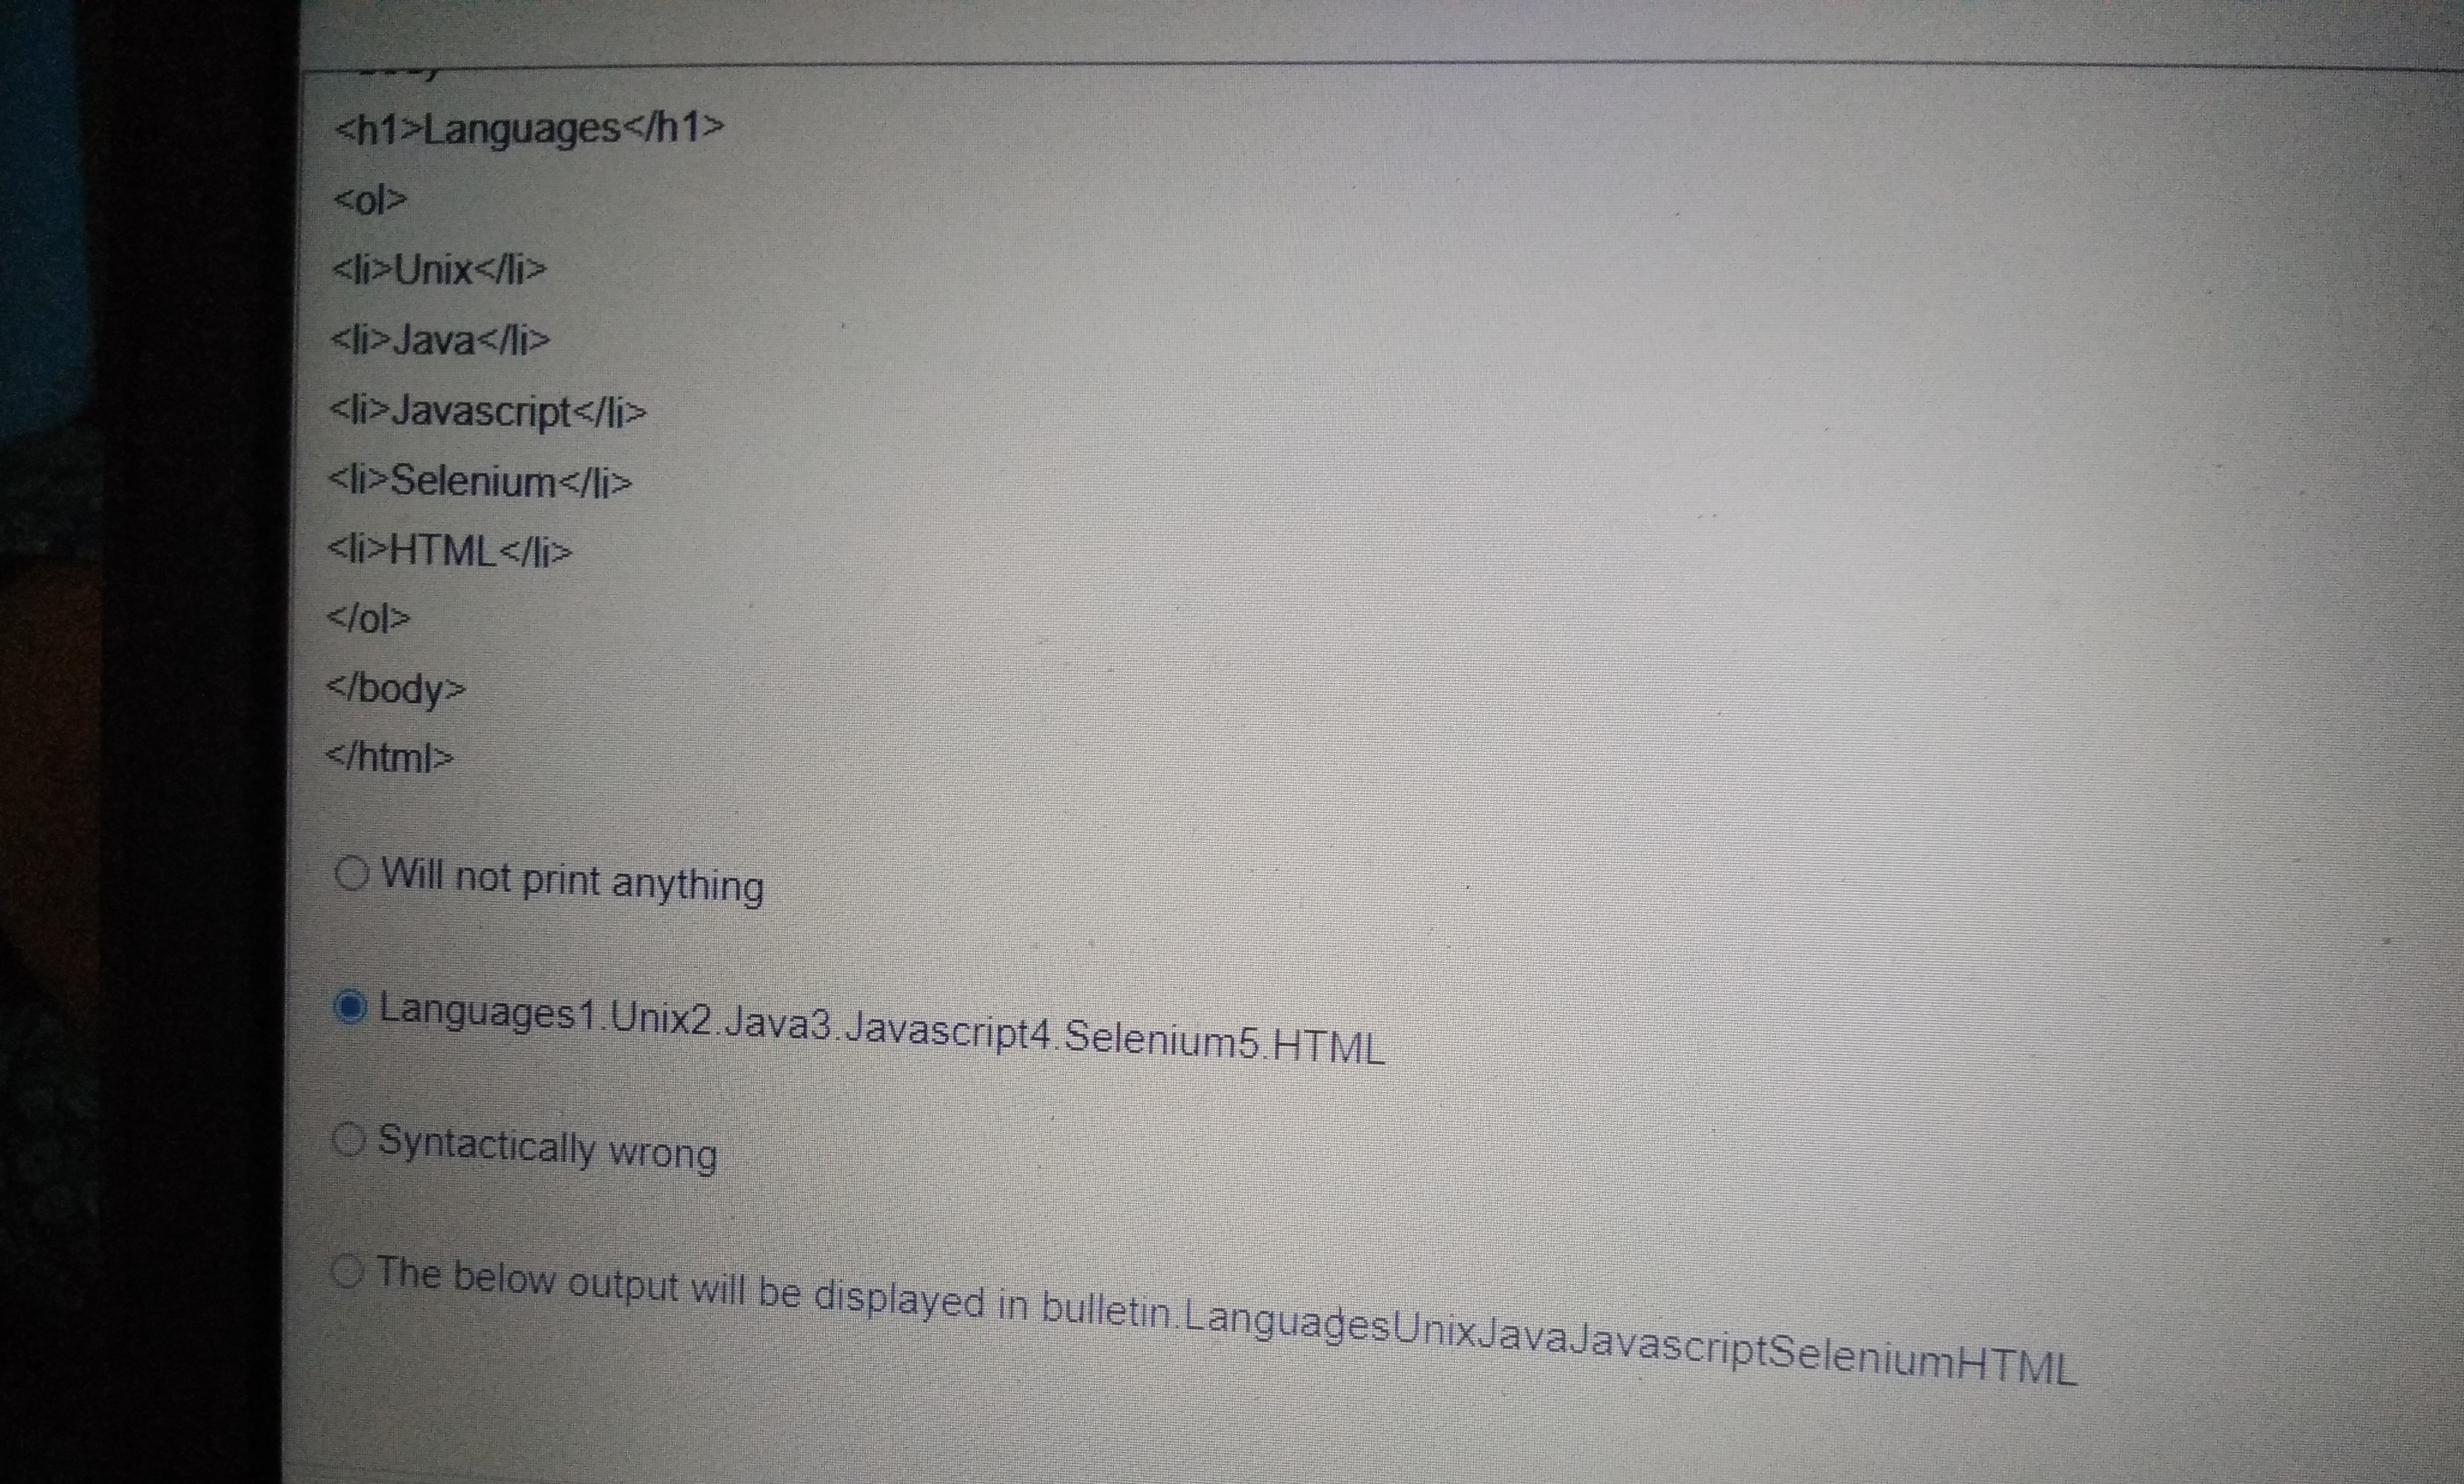 <h1>Languages</h1>
<ol>
<li>Unix</li>
<li>Java</li>
<li>Javascript</li>
<li>Selenium</li>
<li>HTML</li>
</ol>
</body>
</html>
Will not print anything
Languages1.Unix2.Java3.Javascript4.Selenium5.HTML
Syntactically wrong
The below output will be displayed in bulletin.LanguagesUnixJavaJavascriptSeleniumHTML